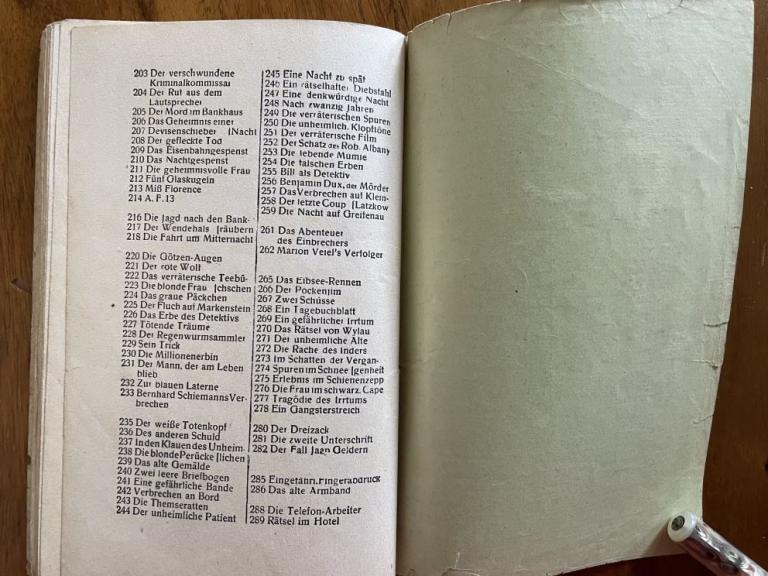 203 Der verschwundene
Kriminalkommissar
204 Der Ruf aus dem
Lautsprecher
205 Der Mord im Bankhaus
206 Das Geheimnis einer
207 Devisenschieber [Nacht
208 Der gefleckte Tod
209 Das Eisenbahngespenst
210 Das Nachtgespenst
211 Die geheimnisvolle Frau
212 Fünf Glaskugeln
213 Miß Florence
214 A. F. 13
216 Die Jagd nach den Bank-
217 Der Wendehals [räubern
218 Die Fahrt um Mitternacht
220 Die Götzen-Augen
221 Der rote Wolf
222 Das verräterische Teebü-
223 Die blonde Frau [chschen
224 Das graue Päckchen
225 Der Fluch auf Markenstein
226 Das Erbe des Detektivs
227 Tötende Träume
228 Der Regenwurmsammler
229 Sein Trick
230 Die Millionenerbin
231 Der Mann, der am Leben
blieb
232 Zur blauen Laterne
233 Bernhard Schiemanns Ver-
brechen
235 Der weiße Totenkopf
236 Des anderen Schuld
237 In den Klauen des Unheim-
238 Die blonde Perücke [lichen
239 Das alte Gemälde
240 Zwei leere Briefbogen
241 Eine gefährliche Bande
242 Verbrechen an Bord
243 Die Themseratten
244 Der unheimliche Patient
245 Eine Nacht zu spät
246 Ein rätselhafter Diebstahl
247 Eine denkwürdige Nacht
248 Nach zwanzig Jahren
249 Die verräterischen Spuren
250 Die unheimlich. Klopftöne
251 Der verräterische Film
252 Der Schatz des Rob. Albany
253 Die lebende Mumie
254 Die falschen Erben
255 Bill als Detektiv
256 Benjamin Dux, der Mörder
257 Das Verbrechen auf Klein-
258 Der letzte Coup [Latzkow
259 Die Nacht auf Greifenau
261 Das Abenteuer
des Einbrechers
262 Marion Verel's Verfolger
265 Das Eibsee-Rennen
266 Der Pockenjim
267 Zwei Schüsse
268 Ein Tagebuchblatt
269 Ein gefährlicher Irrtum
270 Das Rätsel von Wylau
271 Der unheimliche Alte
272 Die Rache des Inders
273 Im Schatten der Vergan-
274 Spuren im Schnee [genheit
275 Erlebnis im Schienenzepp
276 Die Frau im schwarz. Cape
277 Tragödie des Irrtums
278 Ein Gangsterstreich
280 Der Dreizack
281 Die zweite Unterschrift
282 Der Fall Jagn Geldern
285 Ein gefährl. Fingerabdruck
286 Das alte Armband
288 Die Telefon-Arbeiter
289 Rätsel im Hotel